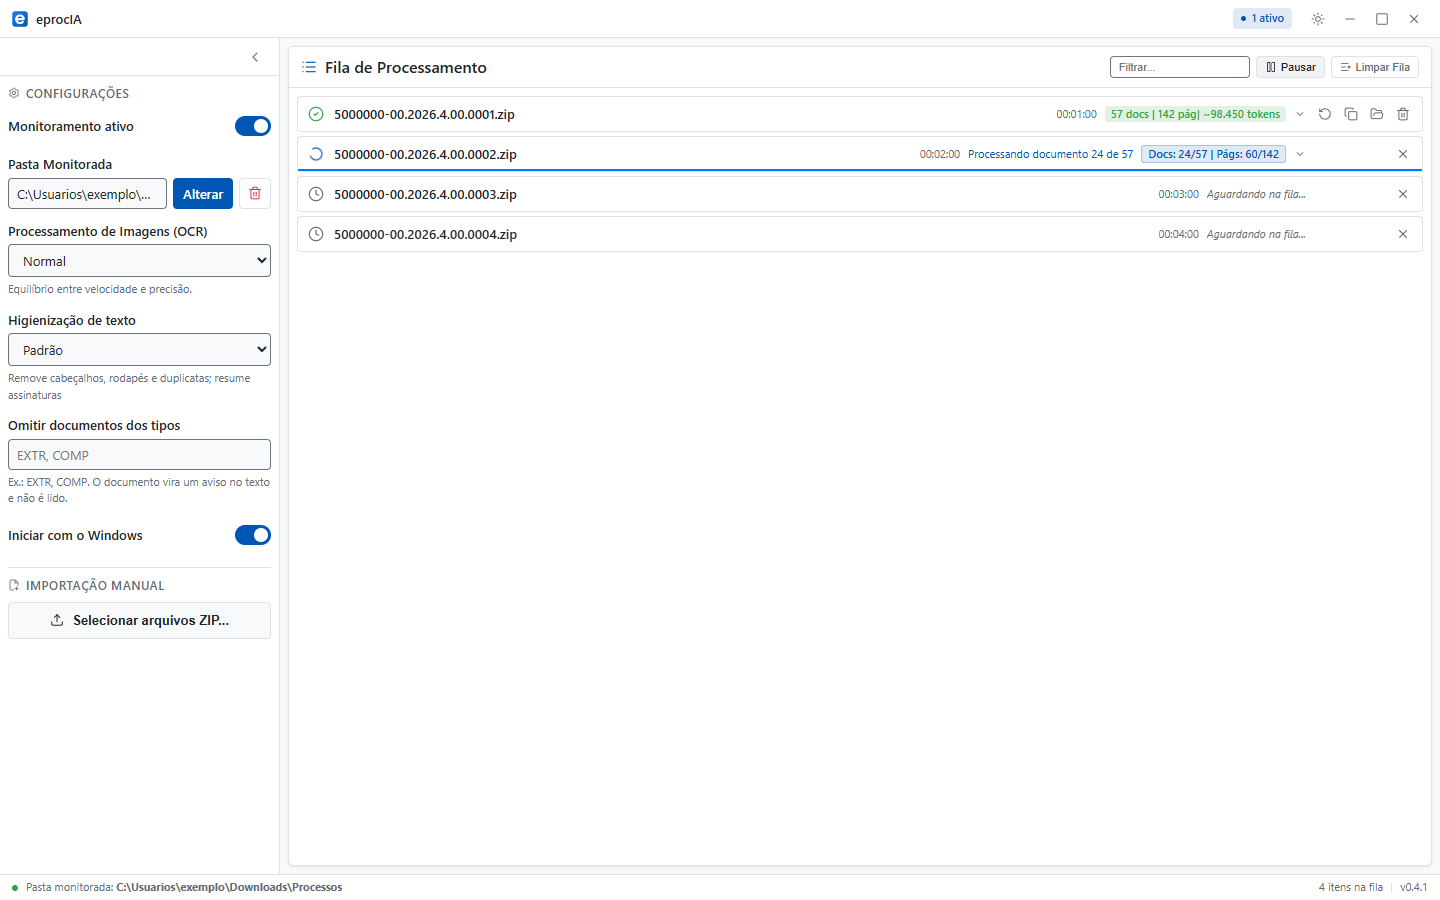 eprocIA
1 ativo
CONFIGURAÇÕES
Monitoramento ativo
Pasta Monitorada
C:\Usuarios\exemplo\...
Alterar
Processamento de Imagens (OCR)
Normal
Equilíbrio entre velocidade e precisão.
Higienização de texto
Padrão
Remove cabeçalhos, rodapés e duplicatas; resume
assinaturas
Omitir documentos dos tipos
EXTR, COMP
Ex.: EXTR, COMP. O documento vira um aviso no texto
e não é lido.
Iniciar com o Windows
IMPORTAÇÃO MANUAL
Selecionar arquivos ZIP...
Fila de Processamento
Filtrar...
Pausar
Limpar Fila
5000000-00.2026.4.00.0001.zip 00:01:00 57 docs | 142 pág| ~98.450 tokens
5000000-00.2026.4.00.0002.zip 00:02:00 Processando documento 24 de 57 Docs: 24/57 | Págs: 60/142
5000000-00.2026.4.00.0003.zip 00:03:00 Aguardando na fila...
5000000-00.2026.4.00.0004.zip 00:04:00 Aguardando na fila...
Pasta monitorada: C:\Usuarios\exemplo\Downloads\Processos
4 itens na fila
v0.4.1